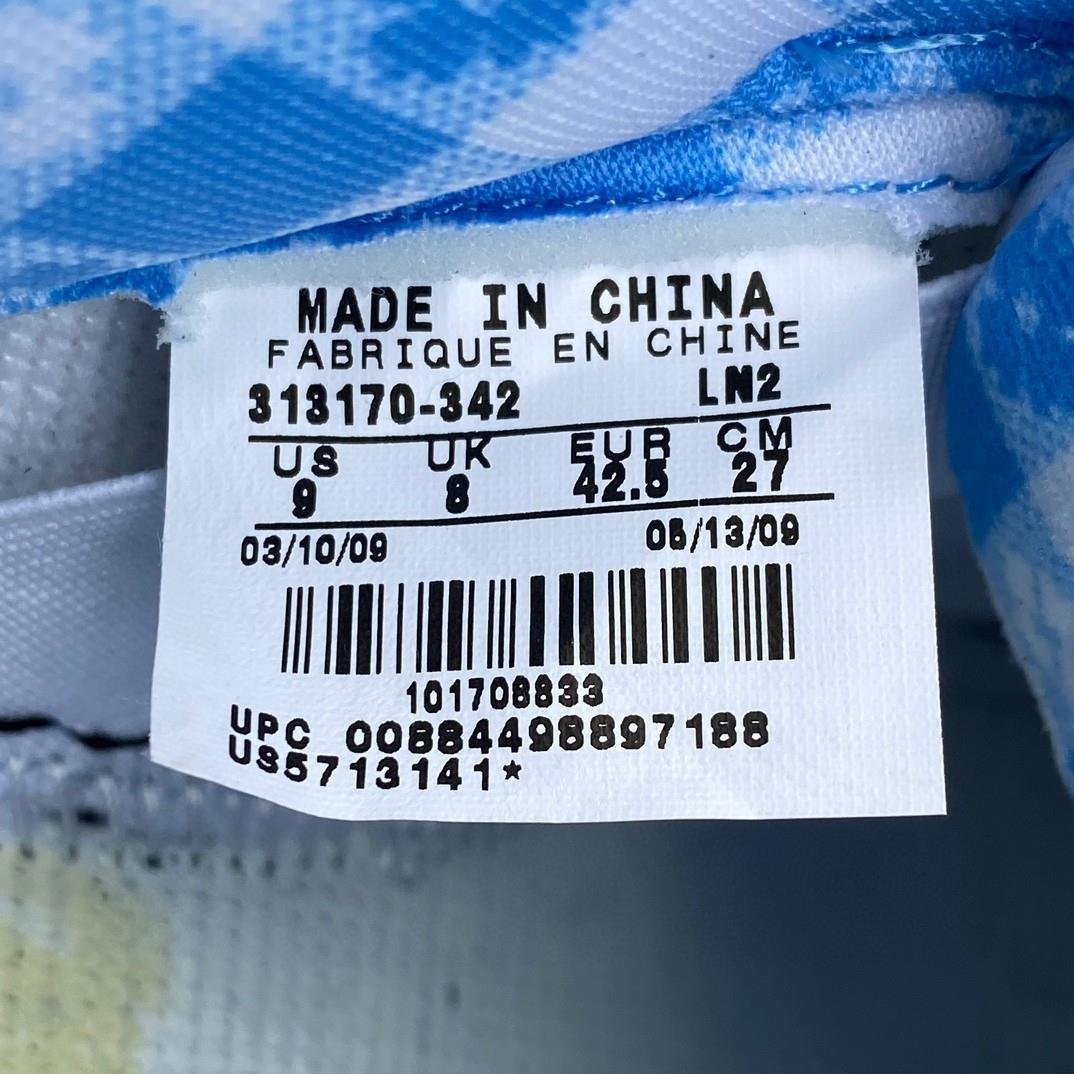 MADE IN CHINA
FABRIQUE EN CHINE
313170-342 LN2
US UK EUR CM
9 8 42.5 27
03/10/09 05/13/09
101708833
UPC 00884498897188
US5713141*